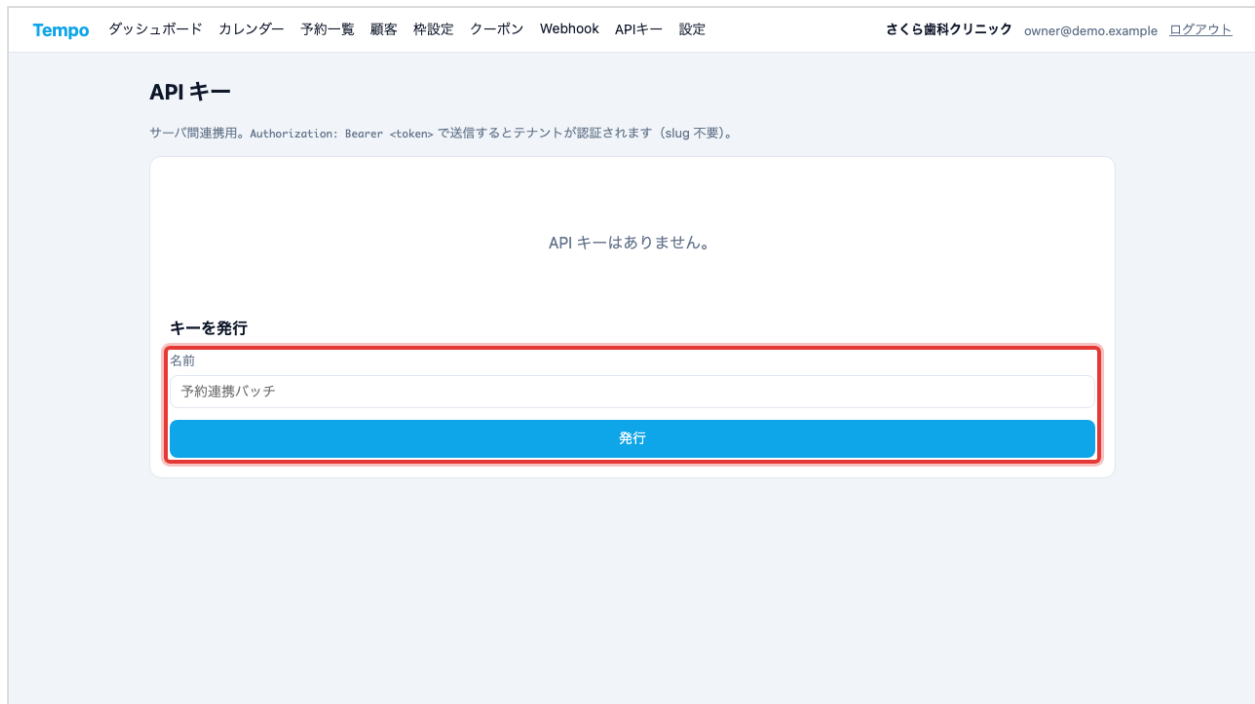 Tempo ダッシュボード カレンダー 予約一覧 顧客 枠設定 クーポン Webhook APIキー 設定 さくら歯科クリニック owner@demo.example ログアウト
API キー
サーバ間連携用。Authorization: Bearer <token> で送信するとテナントが認証されます（slug 不要）。
API キーはありません。
キーを発行
名前
予約連携バッチ
発行